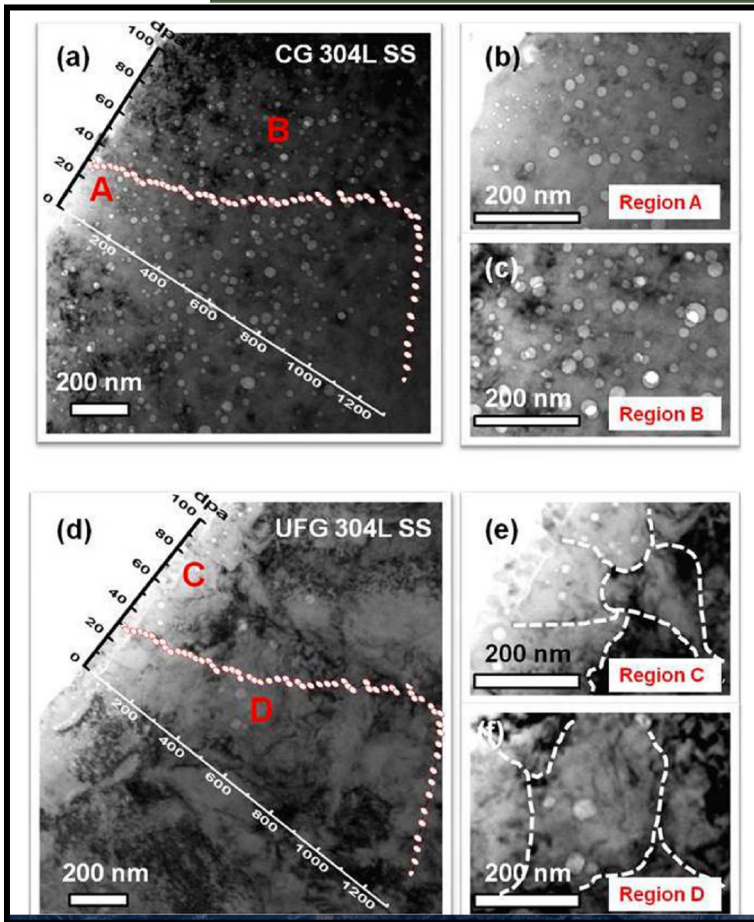 (a)
CG 304L SS
dpa
100
80
60
40
20
0
A
B
200
400
600
800
1000
1200
200 nm
(b)
200 nm
Region A
(c)
200 nm
Region B
(d)
UFG 304L SS
dpa
100
80
60
40
20
0
C
D
200
400
600
800
1000
1200
200 nm
(e)
200 nm
Region C
(f)
200 nm
Region D